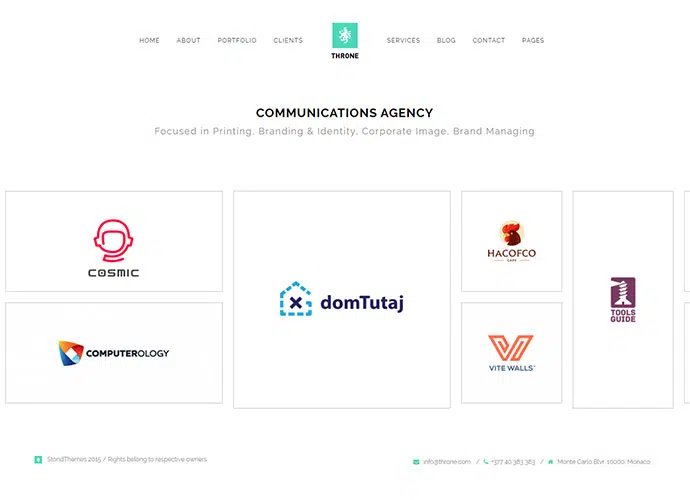 HOME ABOUT PORTFOLIO CLIENTS SERVICES BLOG CONTACT PAGES
THRONE
COMMUNICATIONS AGENCY
Focused in Printing, Branding & Identity, Corporate Image, Brand Managing
COSMIC
domTutaj
HACOFCO
CAFE
TOOLS
GUIDE
COMPUTEROLOGY
VITE WALLS
StondThemes 2015 / Rights belong to respective owners
info@throne.com / +377 40 363 363 / Monte Carlo Blvr. 10000; Monaco